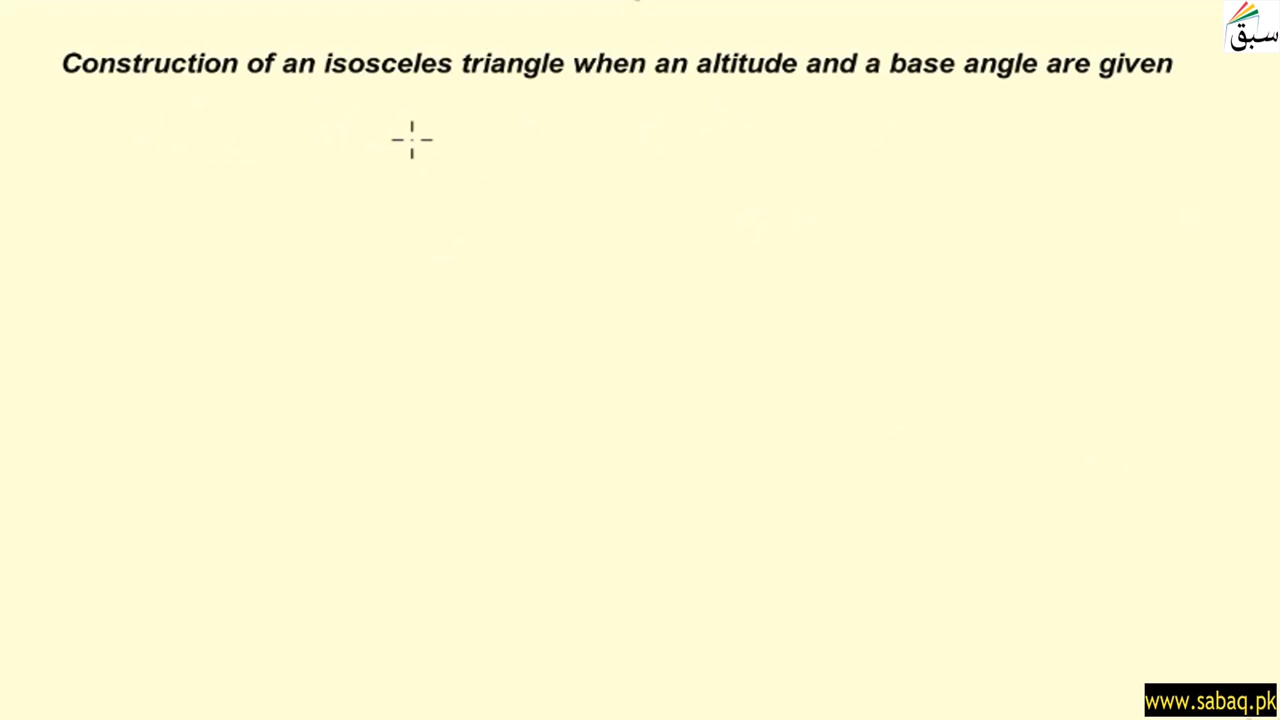 سبق
Construction of an isosceles triangle when an altitude and a base angle are given
www.sabaq.pk